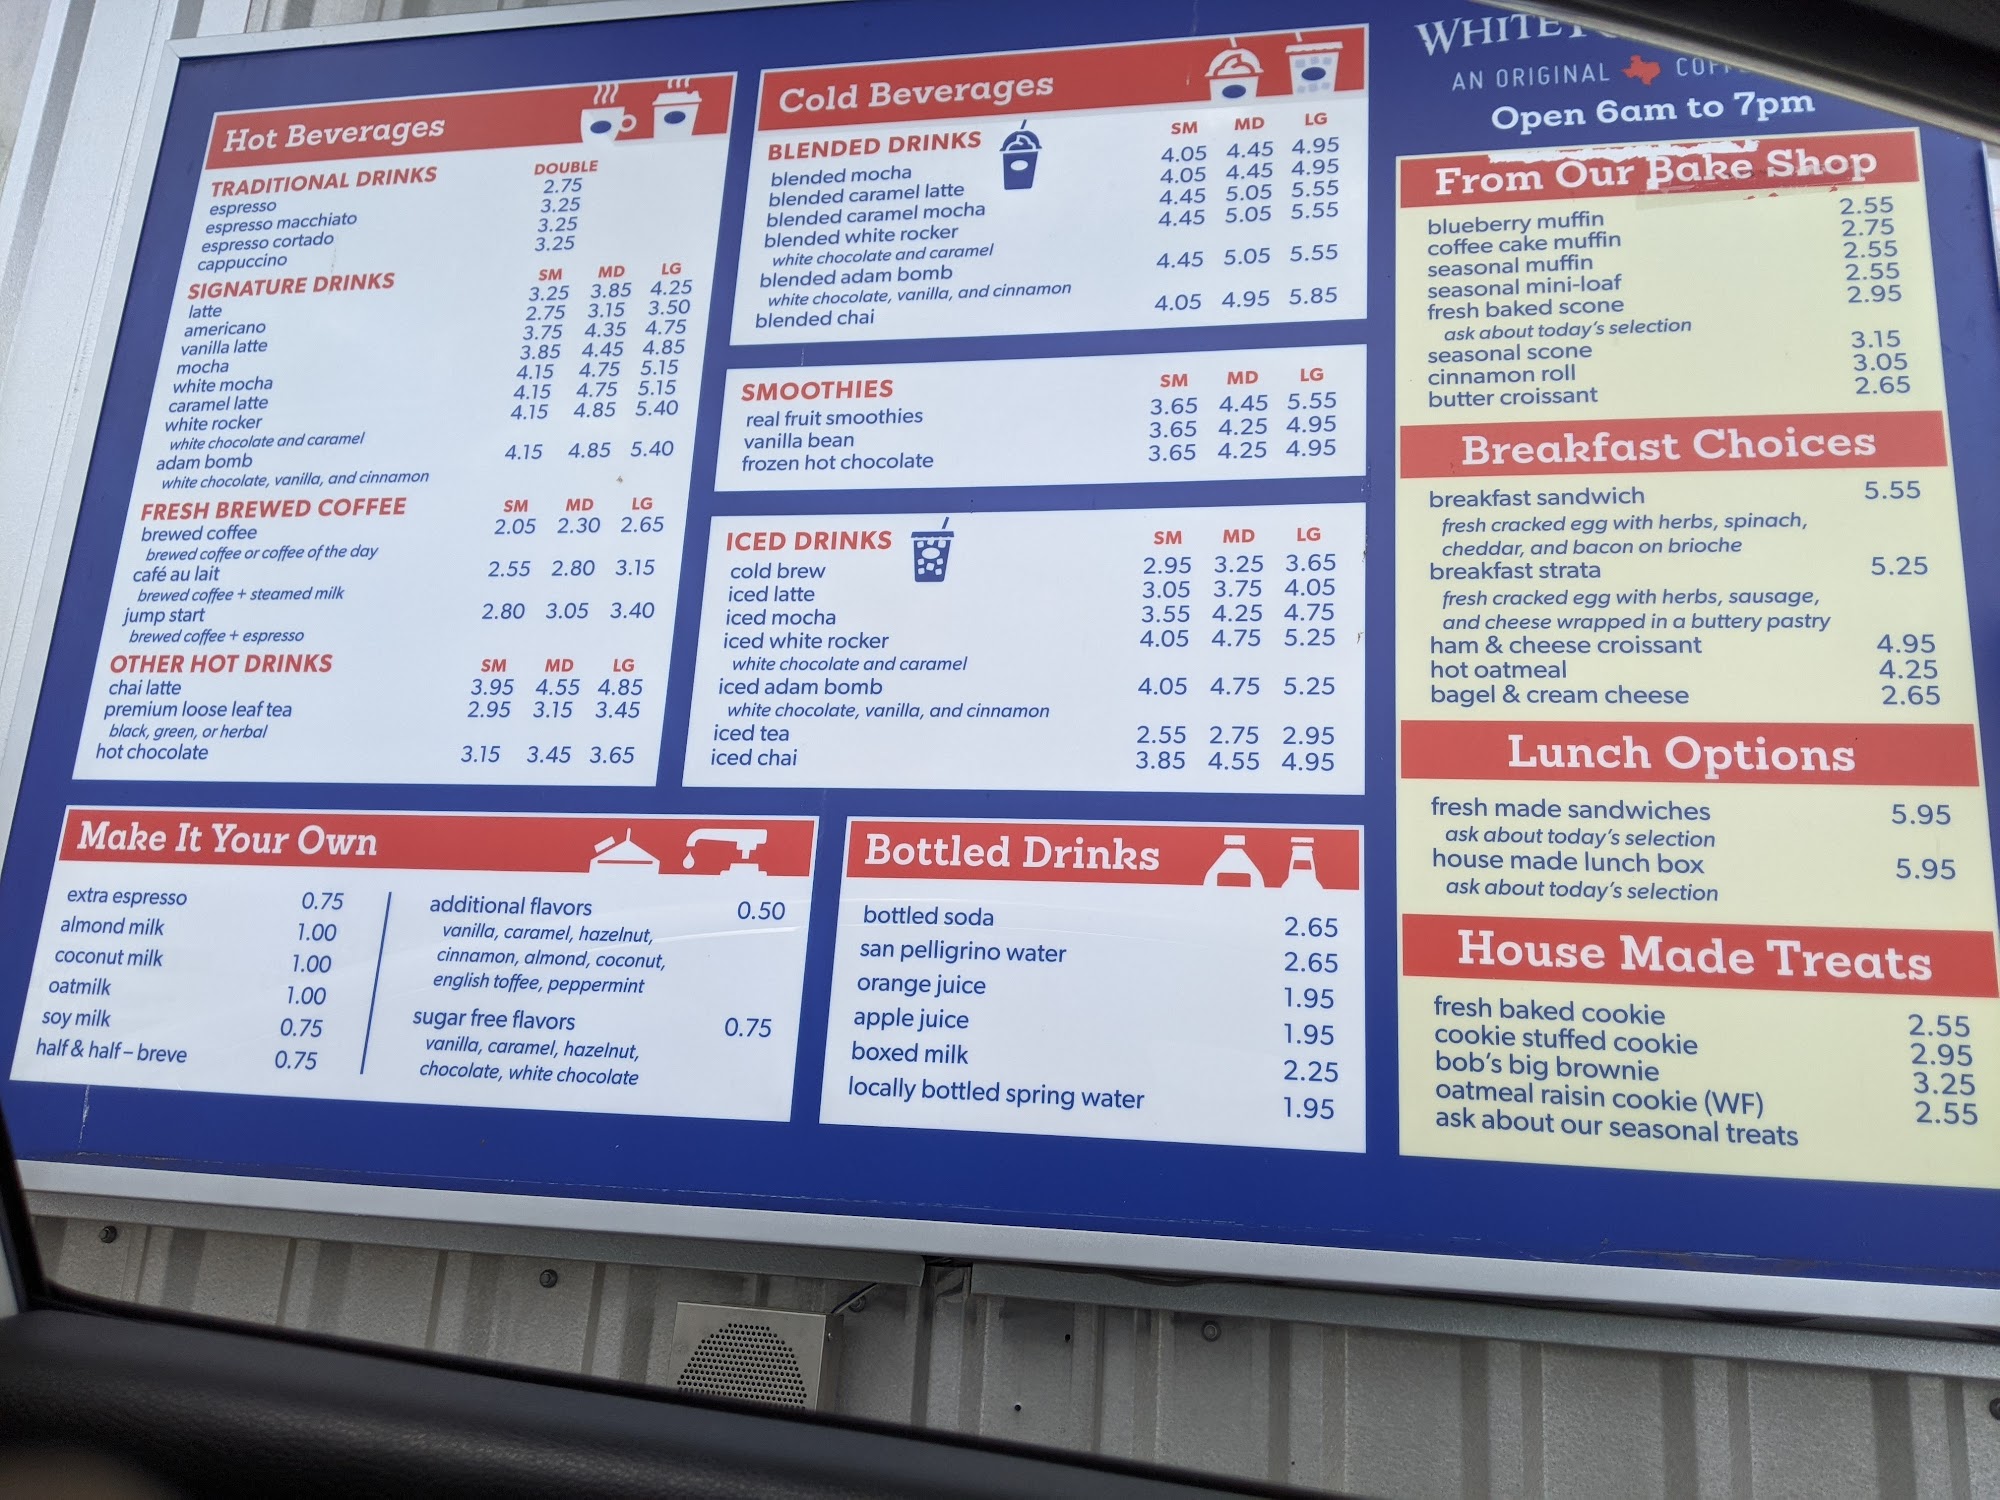 Hot Beverages
TRADITIONAL DRINKS DOUBLE
espresso 2.75
espresso macchiato 3.25
espresso cortado 3.25
cappuccino 3.25
SIGNATURE DRINKS SM MD LG
latte 3.25 3.85 4.25
americano 2.75 3.15 3.50
vanilla latte 3.75 4.35 4.75
mocha 3.85 4.45 4.85
white mocha 4.15 4.75 5.15
caramel latte 4.15 4.75 5.15
white rocker 4.15 4.85 5.40
white chocolate and caramel
adam bomb 4.15 4.85 5.40
white chocolate, vanilla, and cinnamon
FRESH BREWED COFFEE SM MD LG
brewed coffee 2.05 2.30 2.65
brewed coffee or coffee of the day
café au lait 2.55 2.80 3.15
brewed coffee + steamed milk
jump start 2.80 3.05 3.40
brewed coffee + espresso
OTHER HOT DRINKS SM MD LG
chai latte 3.95 4.55 4.85
premium loose leaf tea 2.95 3.15 3.45
black, green, or herbal
hot chocolate 3.15 3.45 3.65
Make It Your Own
extra espresso 0.75
almond milk 1.00
coconut milk 1.00
oatmilk 1.00
soy milk 0.75
half & half – breve 0.75
additional flavors 0.50
vanilla, caramel, hazelnut,
cinnamon, almond, coconut,
english toffee, peppermint
sugar free flavors 0.75
vanilla, caramel, hazelnut,
chocolate, white chocolate
Cold Beverages
BLENDED DRINKS SM MD LG
blended mocha 4.05 4.45 4.95
blended caramel latte 4.05 4.45 4.95
blended caramel mocha 4.45 5.05 5.55
blended white rocker 4.45 5.05 5.55
white chocolate and caramel
blended adam bomb 4.45 5.05 5.55
white chocolate, vanilla, and cinnamon
blended chai 4.05 4.95 5.85
SMOOTHIES SM MD LG
real fruit smoothies 3.65 4.45 5.55
vanilla bean 3.65 4.25 4.95
frozen hot chocolate 3.65 4.25 4.95
ICED DRINKS SM MD LG
cold brew 2.95 3.25 3.65
iced latte 3.05 3.75 4.05
iced mocha 3.55 4.25 4.75
iced white rocker 4.05 4.75 5.25
white chocolate and caramel
iced adam bomb 4.05 4.75 5.25
white chocolate, vanilla, and cinnamon
iced tea 2.55 2.75 2.95
iced chai 3.85 4.55 4.95
Bottled Drinks
bottled soda 2.65
san pelligrino water 2.65
orange juice 1.95
apple juice 1.95
boxed milk 2.25
locally bottled spring water 1.95
WHITE
AN ORIGINAL
Open 6am to 7pm
From Our Bake Shop
blueberry muffin 2.55
coffee cake muffin 2.75
seasonal muffin 2.55
seasonal mini-loaf 2.55
fresh baked scone 2.95
ask about today's selection
seasonal scone 3.15
cinnamon roll 3.05
butter croissant 2.65
Breakfast Choices
breakfast sandwich 5.55
fresh cracked egg with herbs, spinach,
cheddar, and bacon on brioche
breakfast strata 5.25
fresh cracked egg with herbs, sausage,
and cheese wrapped in a buttery pastry
ham & cheese croissant 4.95
hot oatmeal 4.25
bagel & cream cheese 2.65
Lunch Options
fresh made sandwiches 5.95
ask about today's selection
house made lunch box 5.95
ask about today's selection
House Made Treats
fresh baked cookie 2.55
cookie stuffed cookie 2.95
bob's big brownie 3.25
oatmeal raisin cookie (WF) 2.55
ask about our seasonal treats